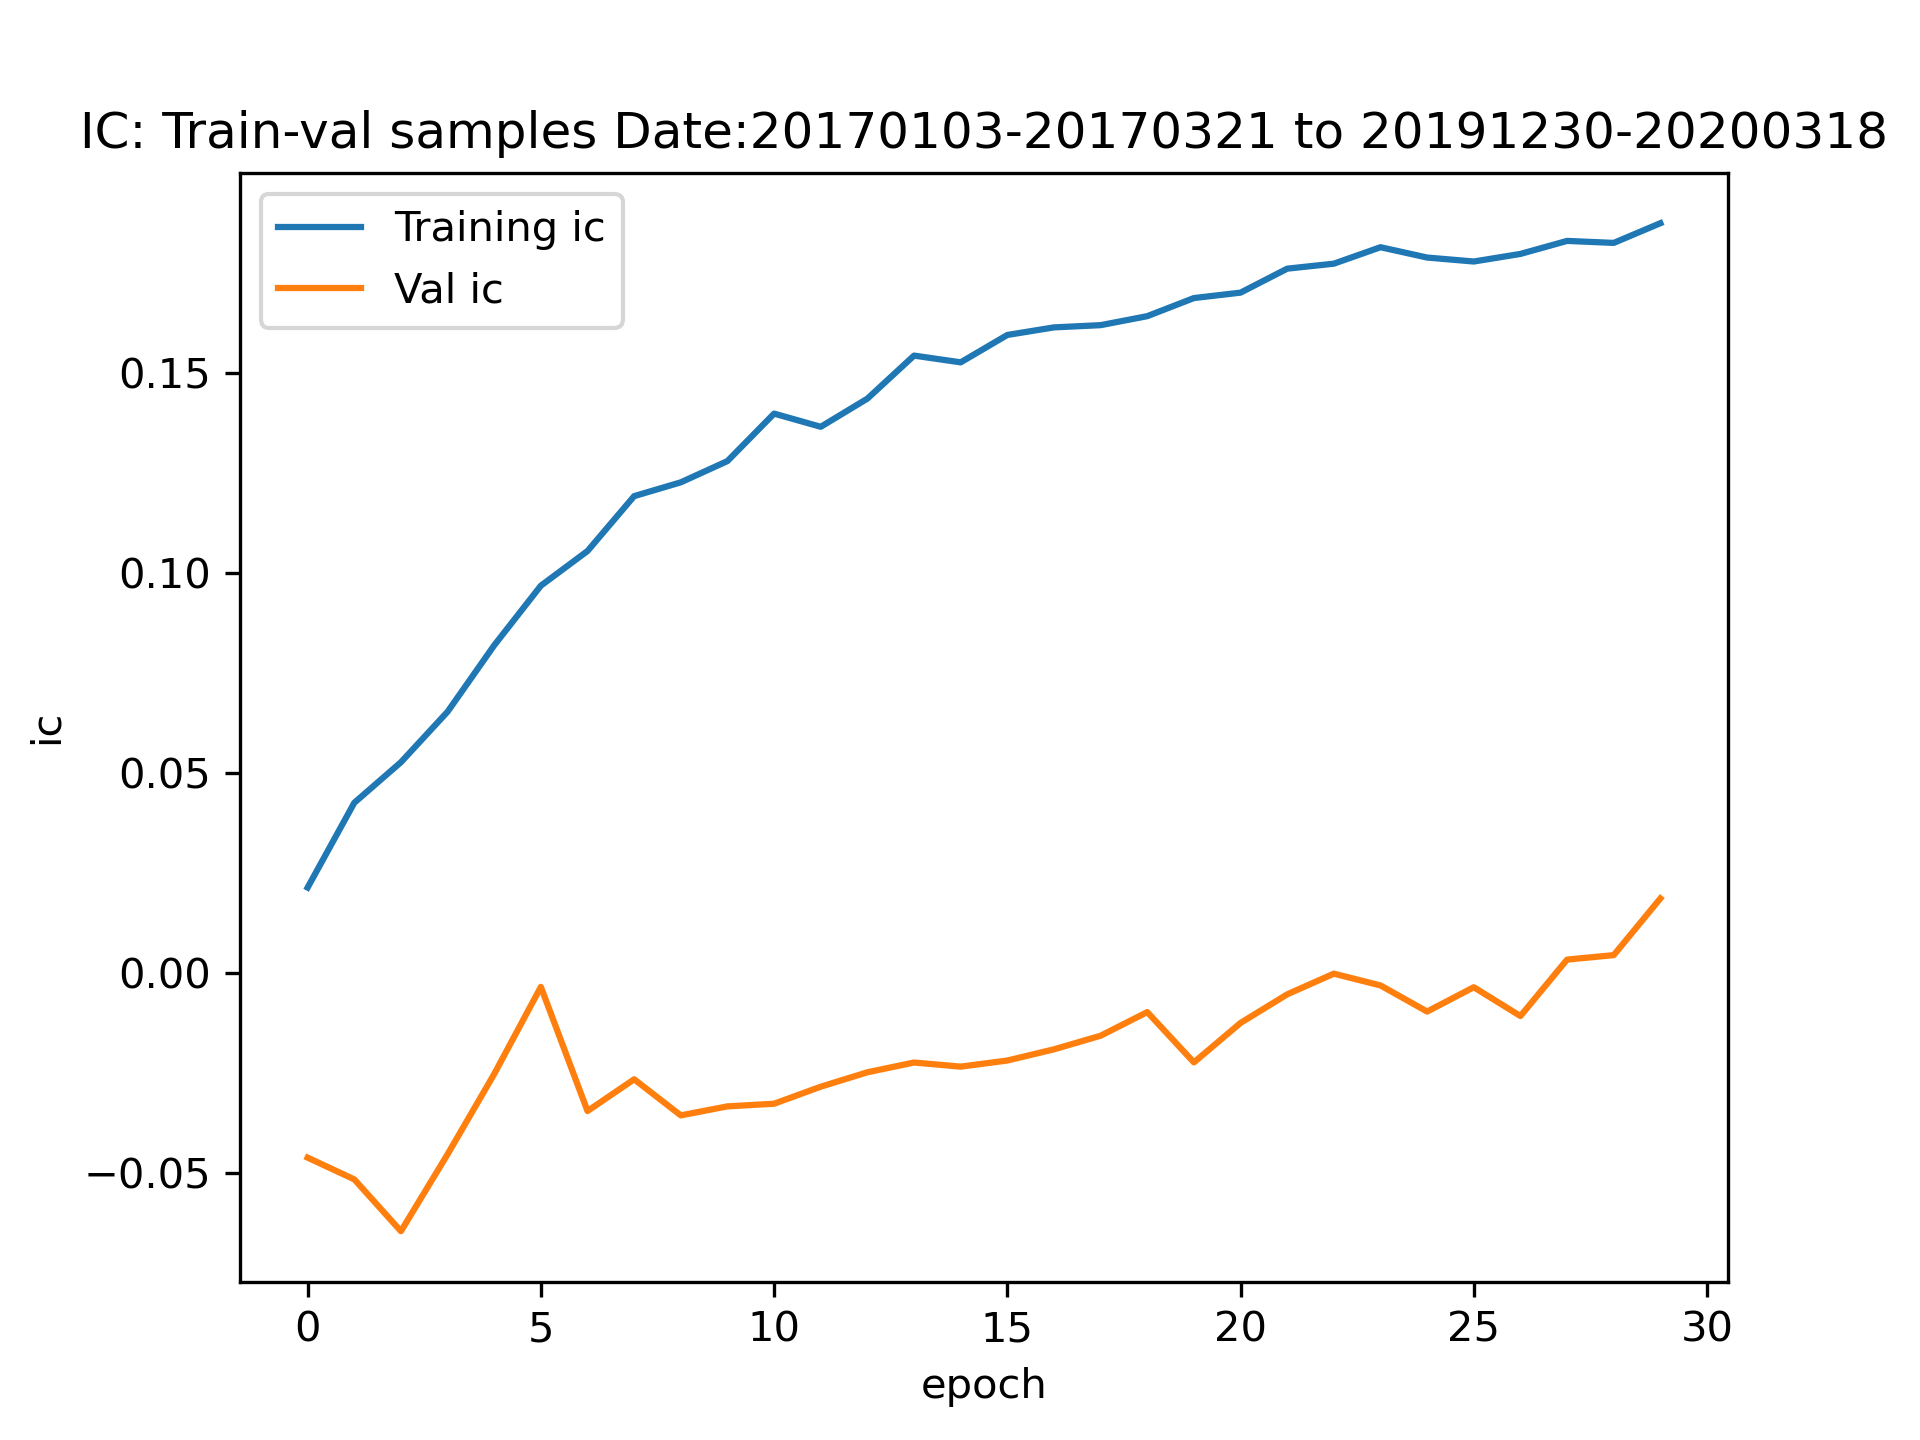 IC: Train-val samples Date:20170103-20170321 to 20191230-20200318
Training ic
Val ic
0.15
0.10
0.05
0.00
−0.05
ic
0 5 10 15 20 25 30
epoch